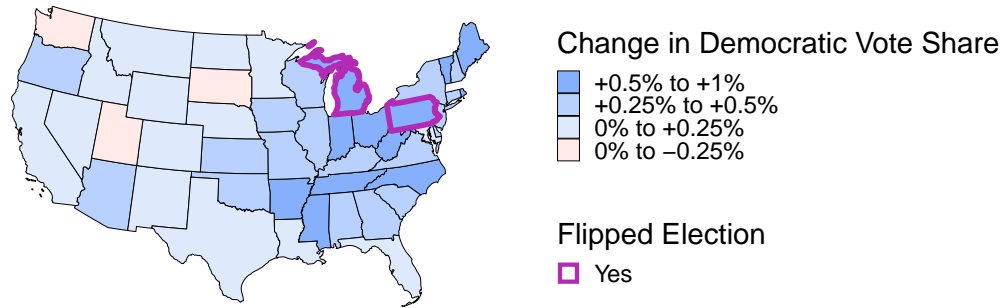 Change in Democratic Vote Share
+0.5% to +1%
+0.25% to +0.5%
0% to +0.25%
0% to −0.25%
Flipped Election
Yes